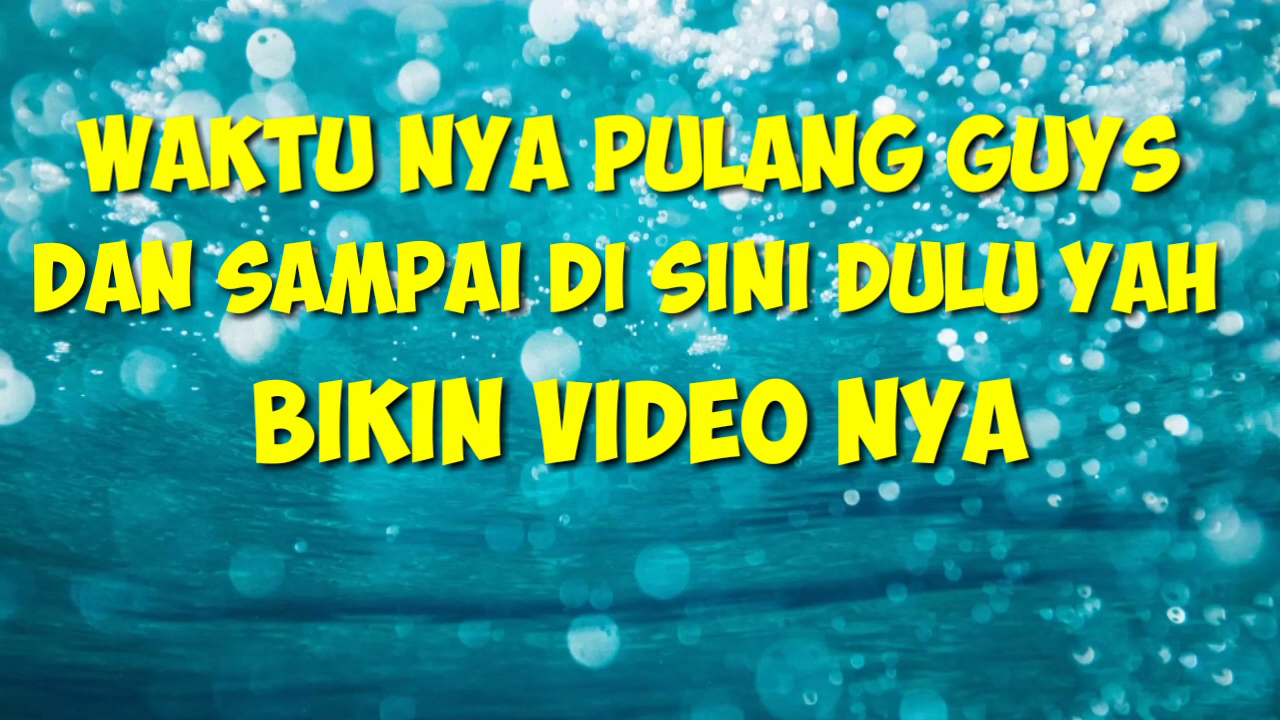 WAKTU NYA PULANG GUYS
DAN SAMPAI DI SINI DULU YAH
BIKIN VIDEO NYA